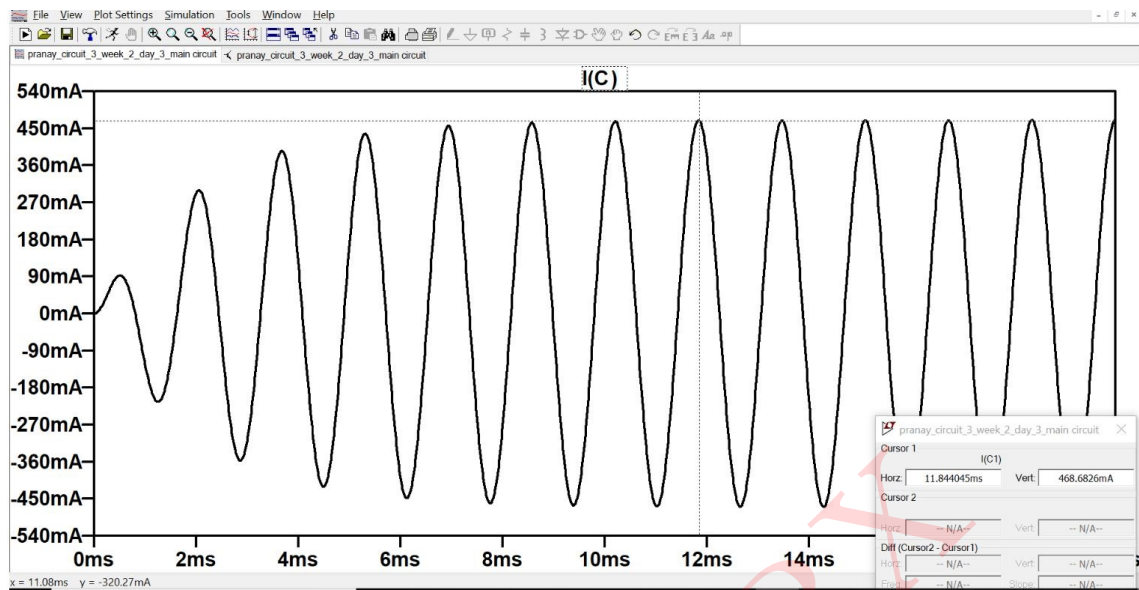 File View Plot Settings Simulation Tools Window Help
pranay_circuit_3_week_2_day_3_main circuit pranay_circuit_3_week_2_day_3_main circuit
I(C)
540mA
450mA
360mA
270mA
180mA
90mA
0mA
-90mA
-180mA
-270mA
-360mA
-450mA
-540mA
0ms 2ms 4ms 6ms 8ms 10ms 12ms 14ms
pranay_circuit_3_week_2_day_3_main circuit
Cursor 1
I(C1)
Horz: 11.844045ms Vert: 468.6826mA
Cursor 2
Horz: -- N/A-- Vert: -- N/A--
Diff (Cursor2 - Cursor1)
Horz: -- N/A-- Vert: -- N/A--
Freq: -- N/A-- Slope: -- N/A--
x = 11.08ms y = -320.27mA